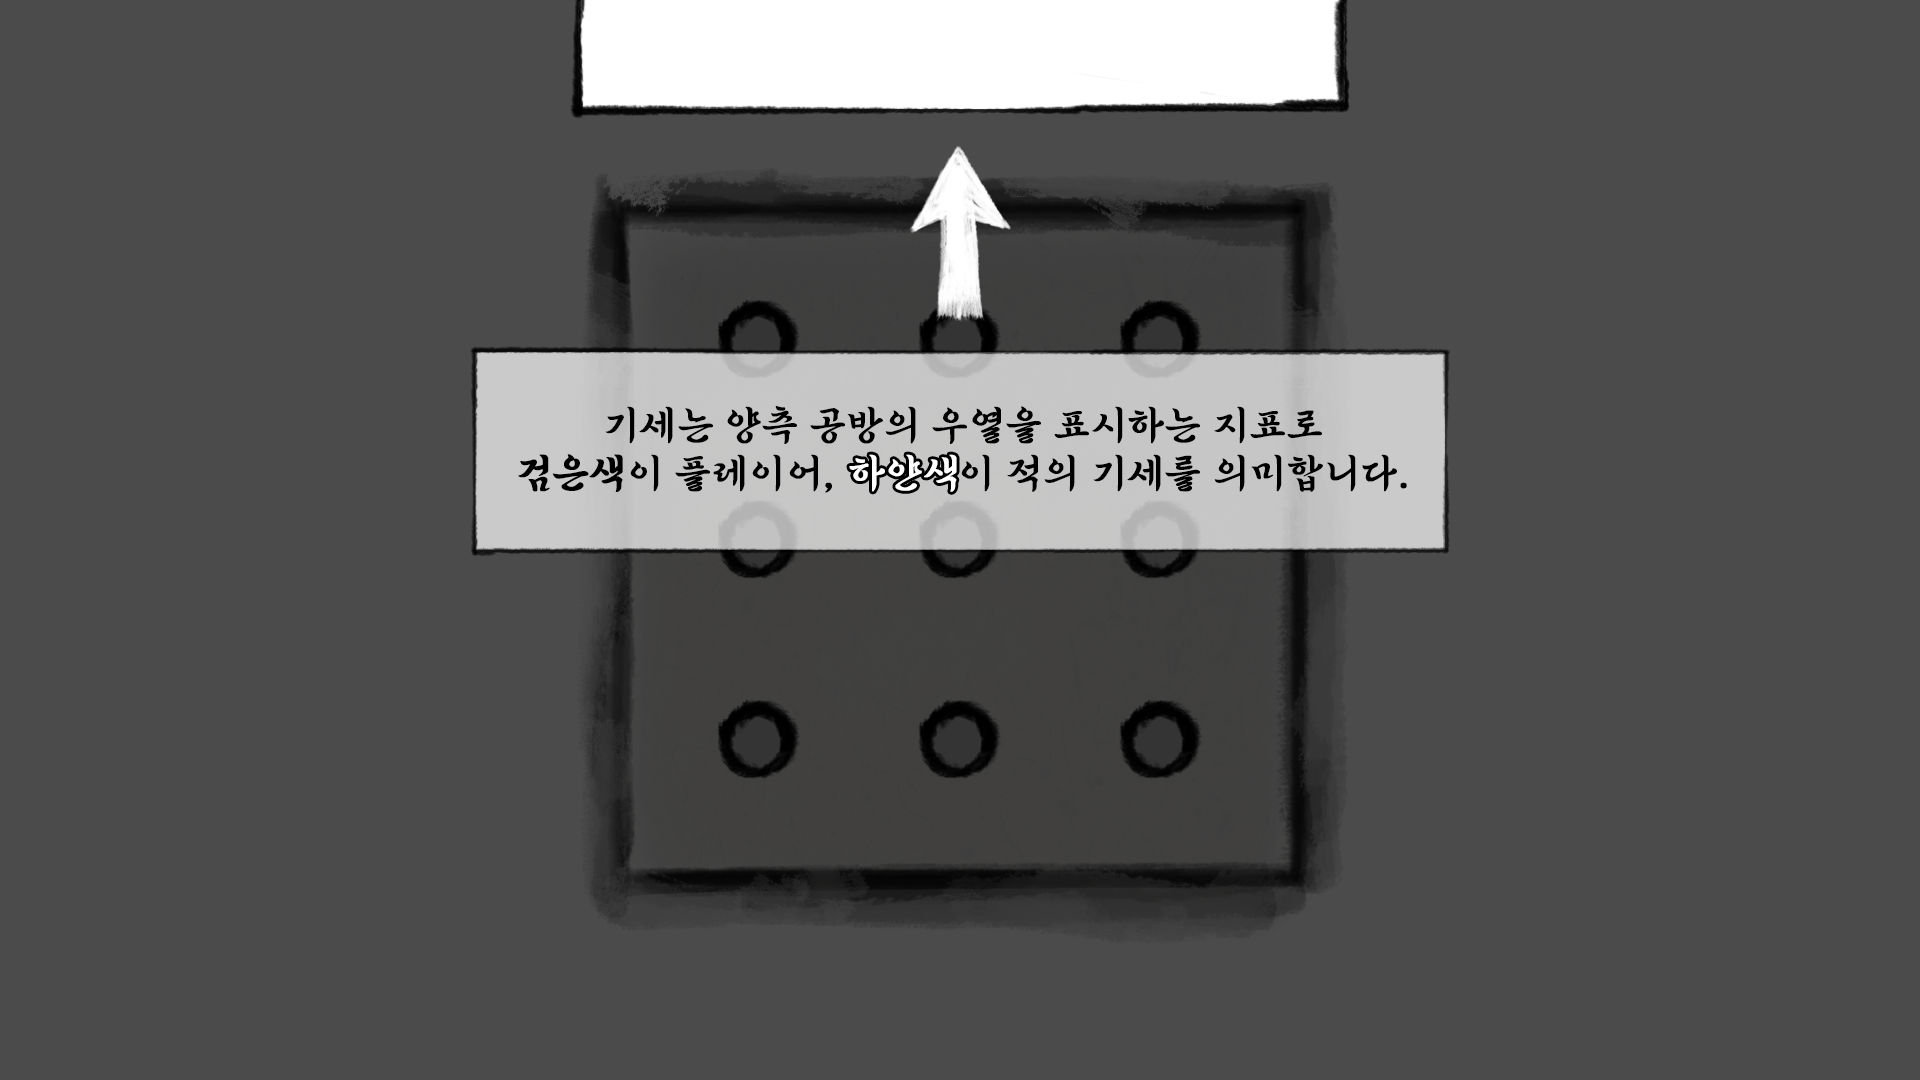 기세는 양측 공방의 우열을 표시하는 지표로
검은색이 플레이어, 하얀색이 적의 기세를 의미합니다.